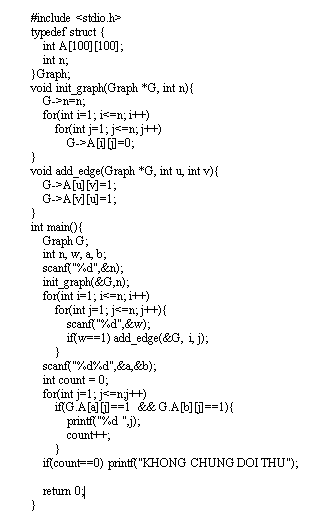 #include <stdio.h>
typedef struct {
    int A[100][100];
    int n;
}Graph;
void init_graph(Graph *G, int n){
    G->n=n;
    for(int i=1; i<=n; i++)
        for(int j=1; j<=n; j++)
            G->A[i][j]=0;
}
void add_edge(Graph *G, int u, int v){
    G->A[u][v]=1;
    G->A[v][u]=1;
}
int main(){
    Graph G;
    int n, w, a, b;
    scanf("%d",&n);
    init_graph(&G,n);
    for(int i=1; i<=n; i++)
        for(int j=1; j<=n; j++){
            scanf("%d",&w);
            if(w==1) add_edge(&G, i, j);
        }
    scanf("%d%d",&a,&b);
    int count = 0;
    for(int j=1; j<=n;j++)
        if(G.A[a][j]==1  && G.A[b][j]==1){
            printf("%d ",j);
            count++;
        }
    if(count==0) printf("KHONG CHUNG DOI THU");
    return 0;
}